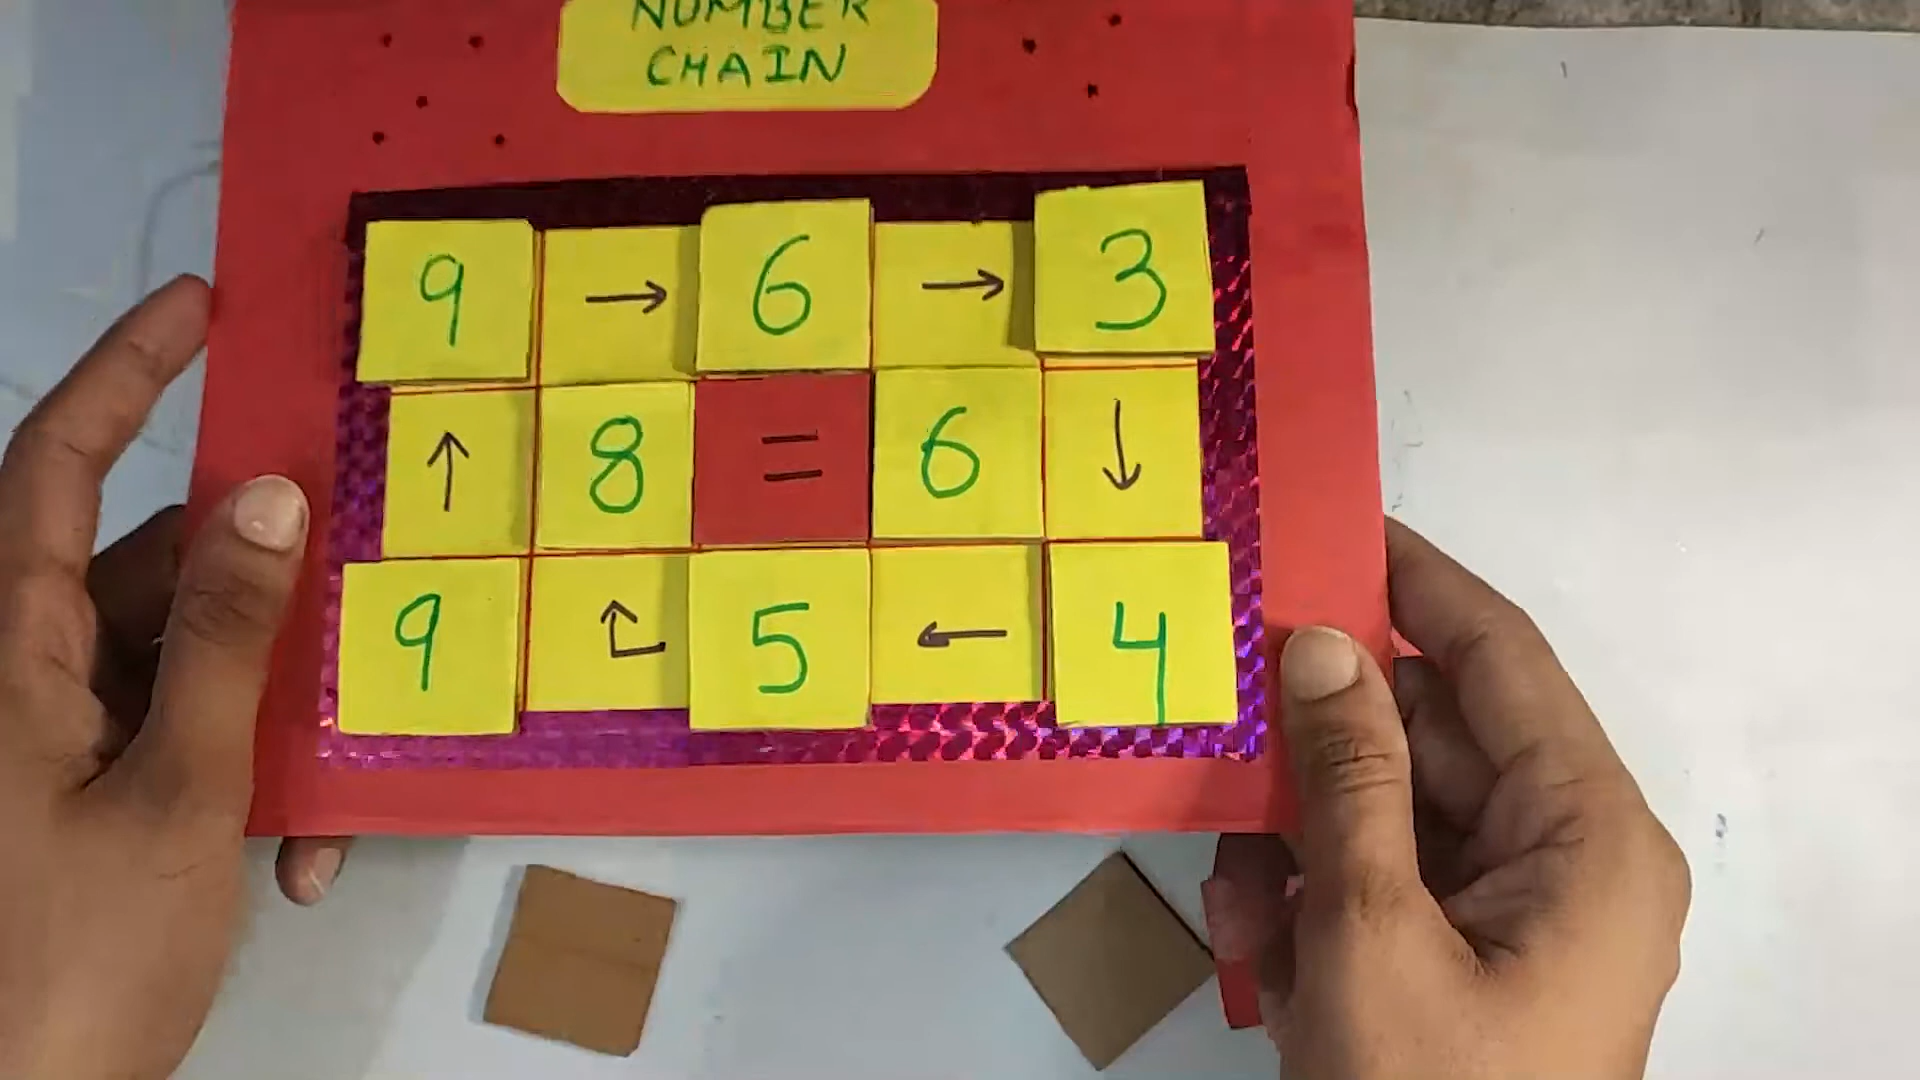 NUMBER
CHAIN
9 → 6 → 3
↑ 8 = 6 ↓
9 ↰ 5 ← 4